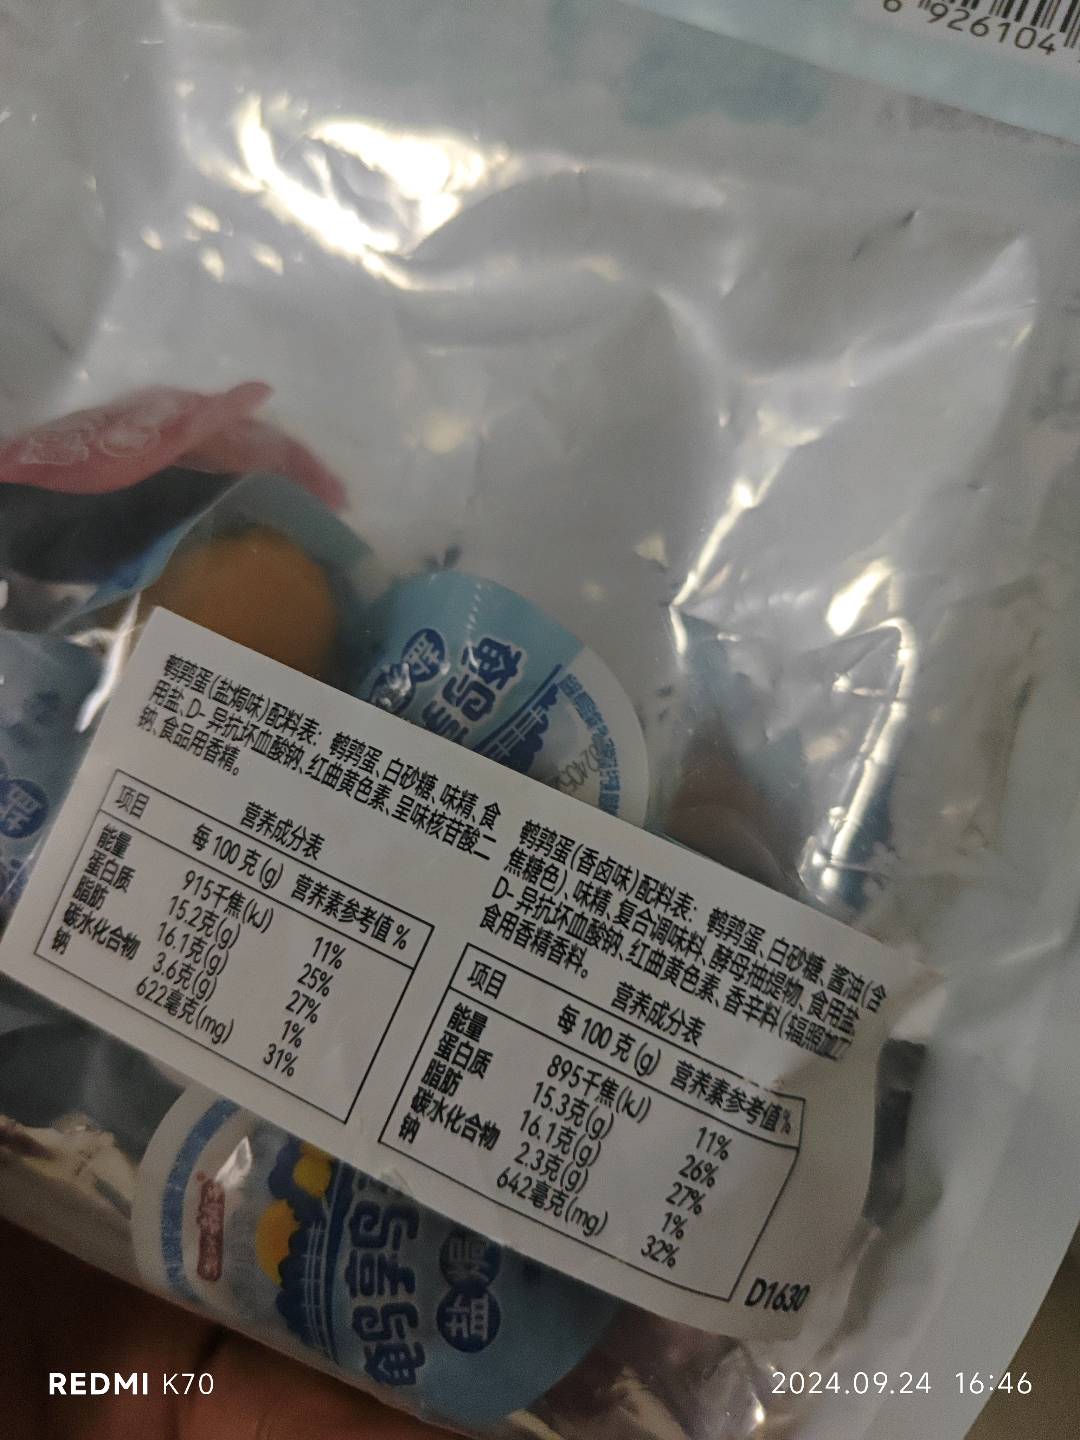 6 926104
鹌鹑蛋(盐焗味)配料表：鹌鹑蛋、白砂糖、味精、食
用盐、D-异抗坏血酸钠、红曲黄色素、呈味核苷酸二
钠、食品用香精。
营养成分表
项目 每100克(g) 营养素参考值%
能量 915千焦(kJ) 11%
蛋白质 15.2克(g) 25%
脂肪 16.1克(g) 27%
碳水化合物 3.6克(g) 1%
钠 622毫克(mg) 31%
鹌鹑蛋(香卤味)配料表：鹌鹑蛋、白砂糖、酱油(含
焦糖色)、味精、复合调味料、酵母抽提物、食用盐、
D-异抗坏血酸钠、红曲黄色素、香辛料(辐照加工)
食用香精香料。
营养成分表
项目 每100克(g) 营养素参考值%
能量 895千焦(kJ) 11%
蛋白质 15.3克(g) 26%
脂肪 16.1克(g) 27%
碳水化合物 2.3克(g) 1%
钠 642毫克(mg) 32%
D1630
鹌鹑
盐焗
REDMI K70
2024.09.24 16:46